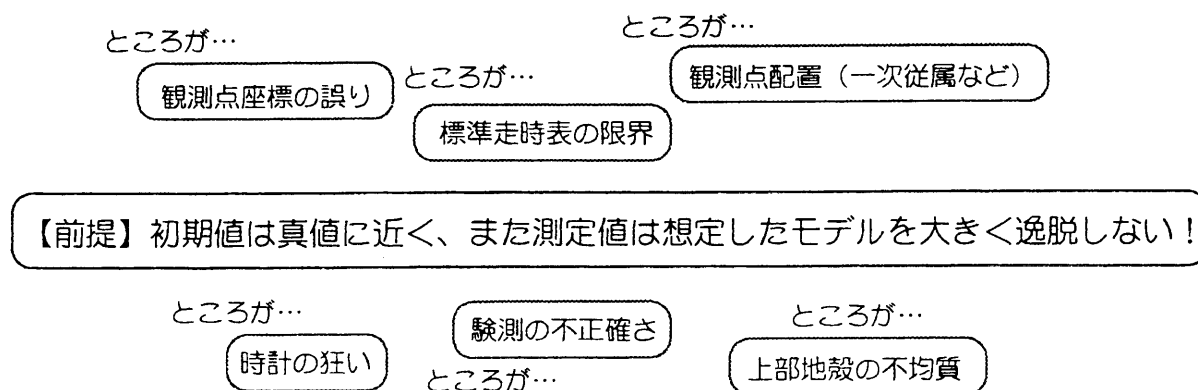 ところが…
観測点座標の誤り
ところが…
標準走時表の限界
ところが…
観測点配置（一次従属など）
【前提】初期値は真値に近く、また測定値は想定したモデルを大きく逸脱しない！
ところが…
時計の狂い
験測の不正確さ
ところが…
ところが…
上部地殻の不均質